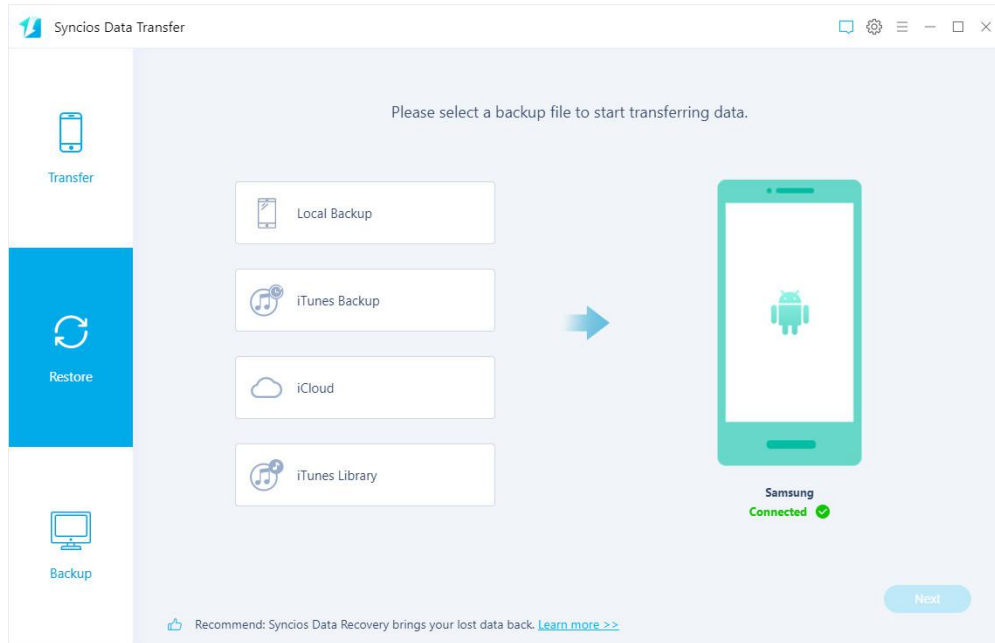 Syncios Data Transfer
Please select a backup file to start transferring data.
Transfer
Local Backup
iTunes Backup
Restore
iCloud
iTunes Library
Samsung
Connected
Backup
Next
Recommend: Syncios Data Recovery brings your lost data back. Learn more >>